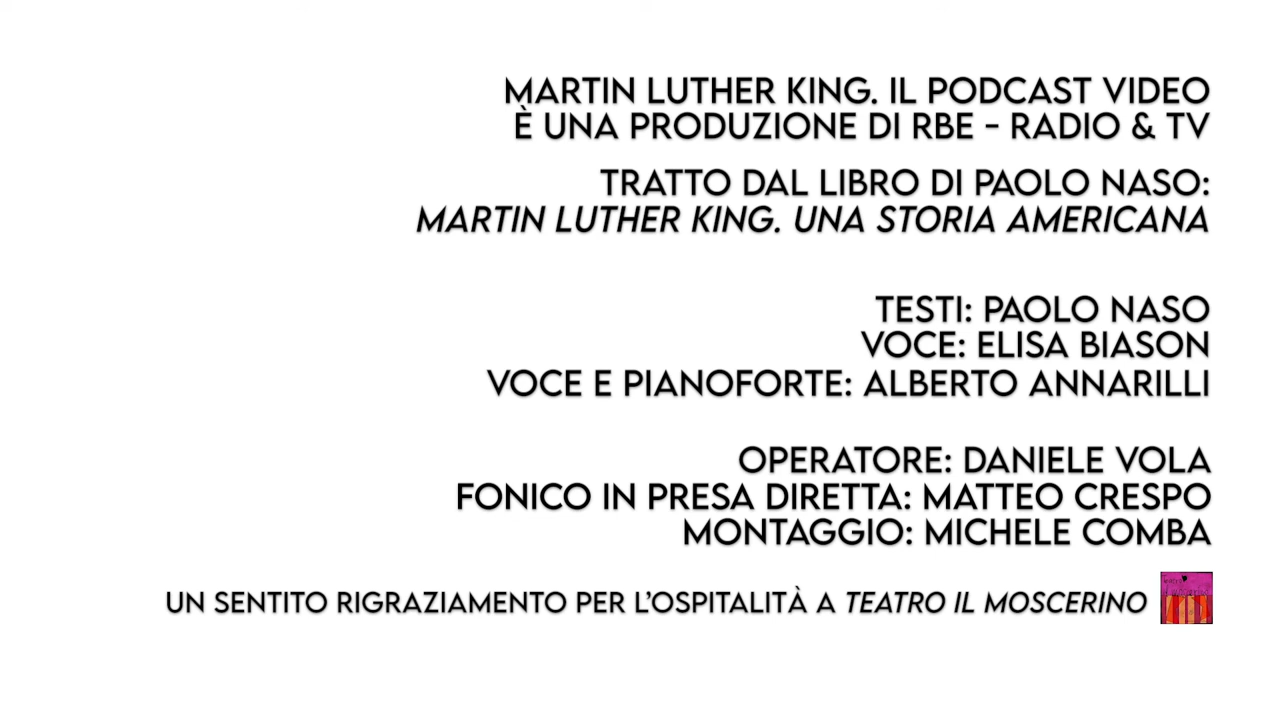 MARTIN LUTHER KING. IL PODCAST VIDEO
È UNA PRODUZIONE DI RBE - RADIO & TV
TRATTO DAL LIBRO DI PAOLO NASO:
MARTIN LUTHER KING. UNA STORIA AMERICANA
TESTI: PAOLO NASO
VOCE: ELISA BIASON
VOCE E PIANOFORTE: ALBERTO ANNARILLI
OPERATORE: DANIELE VOLA
FONICO IN PRESA DIRETTA: MATTEO CRESPO
MONTAGGIO: MICHELE COMBA
UN SENTITO RIGRAZIAMENTO PER L'OSPITALITÀ A TEATRO IL MOSCERINO